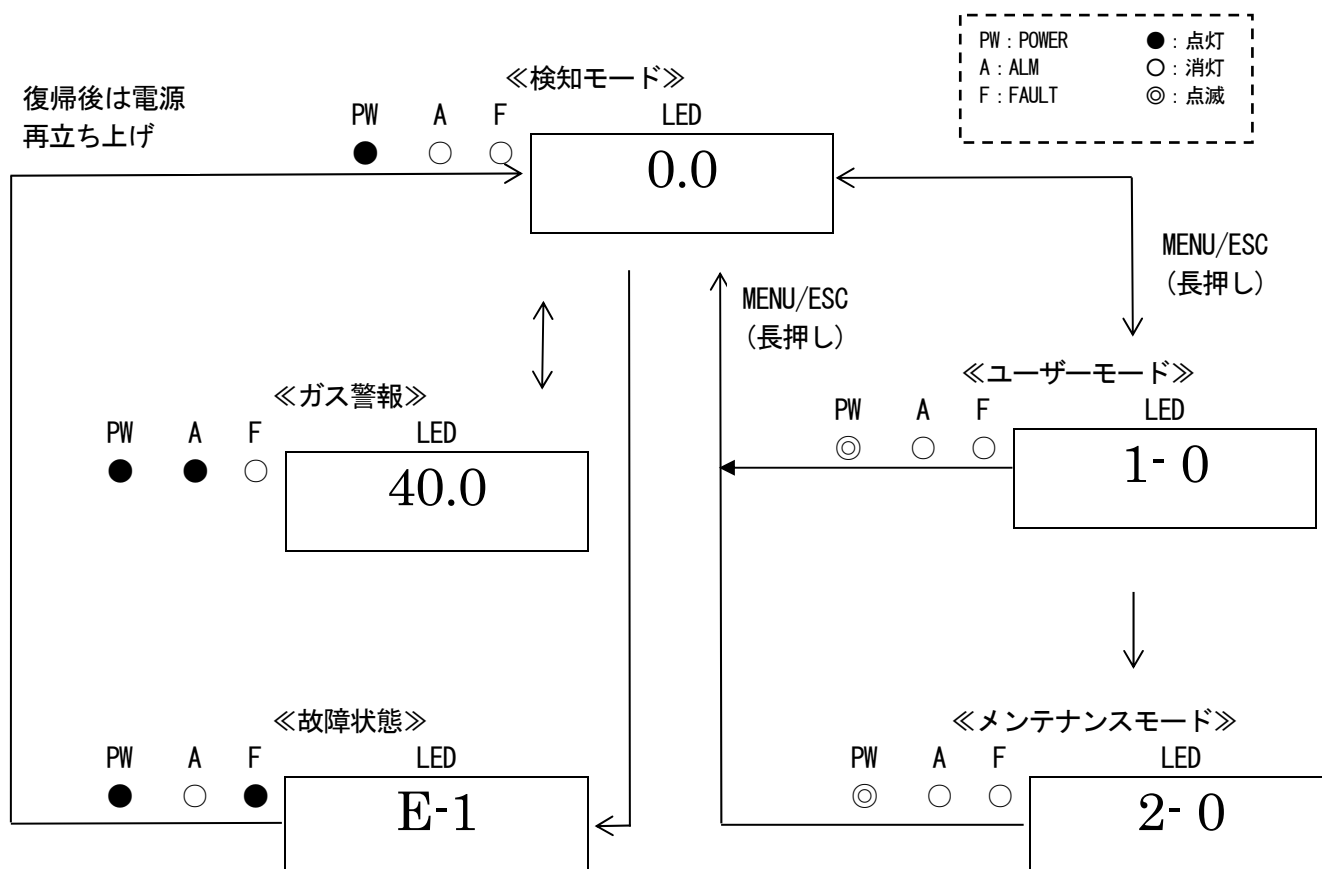 PW:POWER ●:点灯
A:ALM ○:消灯
F:FAULT ◎:点滅
≪検知モード≫
復帰後は電源
再立ち上げ
PW A F LED
● ○ ○
0.0
MENU/ESC
(長押し)
MENU/ESC
(長押し)
≪ガス警報≫
PW A F LED
● ● ○
40.0
≪ユーザーモード≫
PW A F LED
◎ ○ ○
1- 0
≪故障状態≫
PW A F LED
● ○ ●
E-1
≪メンテナンスモード≫
PW A F LED
◎ ○ ○
2- 0